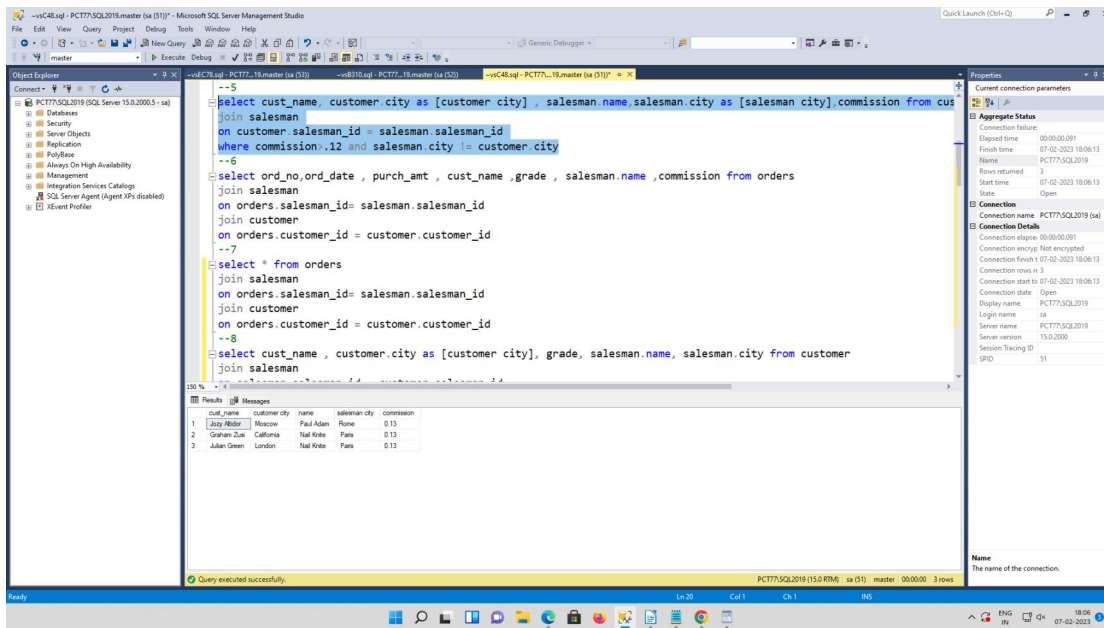 ~vsC48.sql - PCT77\SQL2019.master (sa (51))* - Microsoft SQL Server Management Studio
Quick Launch (Ctrl+Q)
File Edit View Query Project Debug Tools Window Help
New Query
Generic Debugger
master
Execute Debug
Object Explorer
~vsEC78.sql - PCT77...19.master (sa (53))
~vsB310.sql - PCT77...19.master (sa (52))
~vsC48.sql - PCT77\...19.master (sa (51))*
Connect
PCT77\SQL2019 (SQL Server 15.0.2000.5 - sa)
Databases
Security
Server Objects
Replication
PolyBase
Always On High Availability
Management
Integration Services Catalogs
SQL Server Agent (Agent XPs disabled)
XEvent Profiler
--5
select cust_name, customer.city as [customer city] , salesman.name,salesman.city as [salesman city],commission from cus
join salesman
on customer.salesman_id = salesman.salesman_id
where commission>.12 and salesman.city != customer.city
--6
select ord_no,ord_date , purch_amt , cust_name ,grade , salesman.name ,commission from orders
join salesman
on orders.salesman_id= salesman.salesman_id
join customer
on orders.customer_id = customer.customer_id
--7
select * from orders
join salesman
on orders.salesman_id= salesman.salesman_id
join customer
on orders.customer_id = customer.customer_id
--8
select cust_name , customer.city as [customer city], grade, salesman.name, salesman.city from customer
join salesman
150 %
Results Messages
cust_name customer city name salesman city commission
1 Jozy Altidor Moscow Paul Adam Rome 0.13
2 Graham Zusi California Nail Knite Paris 0.13
3 Julian Green London Nail Knite Paris 0.13
Query executed successfully.
PCT77\SQL2019 (15.0 RTM) sa (51) master 00:00:00 3 rows
Properties
Current connection parameters
Aggregate Status
Connection failure:
Elapsed time 00:00:00.091
Finish time 07-02-2023 18:06:13
Name PCT77\SQL2019
Rows returned 3
Start time 07-02-2023 18:06:13
State Open
Connection
Connection name PCT77\SQL2019 (sa)
Connection Details
Connection elapse 00:00:00.091
Connection encryp Not encrypted
Connection finish t 07-02-2023 18:06:13
Connection rows re 3
Connection start tir 07-02-2023 18:06:13
Connection state Open
Display name PCT77\SQL2019
Login name sa
Server name PCT77\SQL2019
Server version 15.0.2000
Session Tracing ID
SPID 51
Name
The name of the connection.
Ready
Ln 20 Col 1 Ch 1 INS
ENG
IN
18:06
07-02-2023